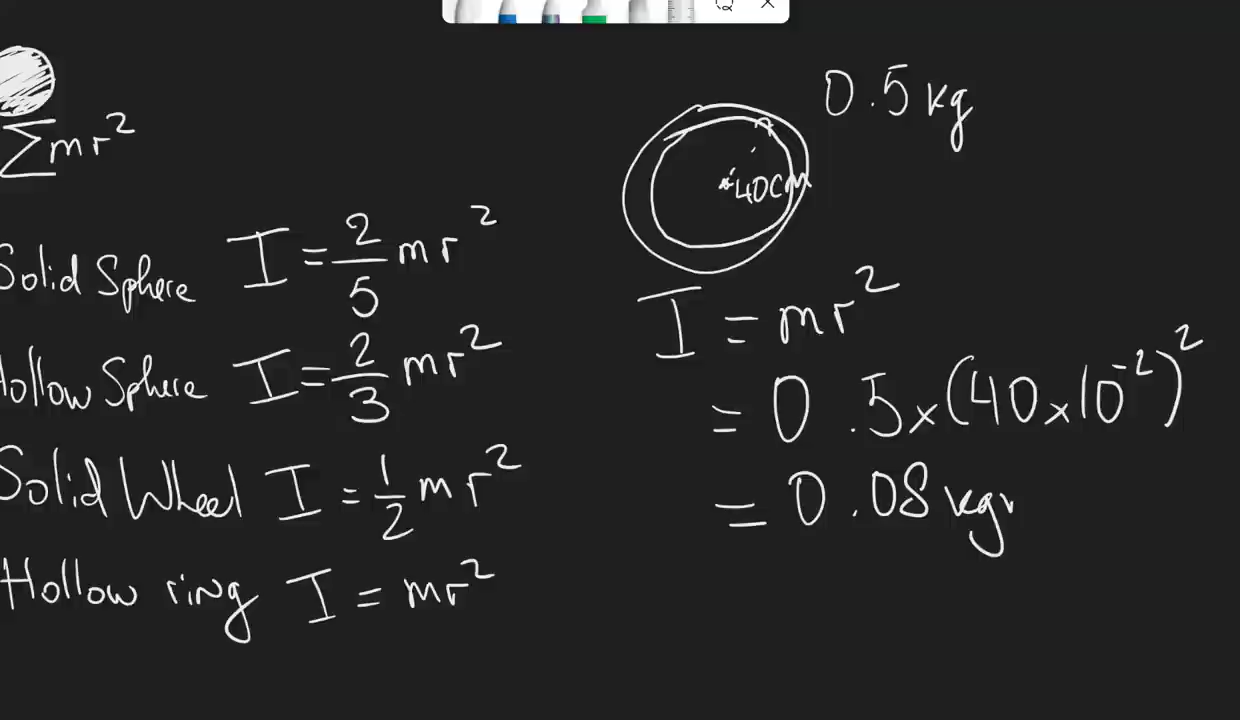 ∑mr²
Solid Sphere I = 2/5 mr²
Hollow Sphere I = 2/3 mr²
Solid Wheel I = 1/2 mr²
Hollow ring I = mr²
0.5 kg
40cm
I = mr²
= 0.5×(40×10⁻²)²
= 0.08 kg